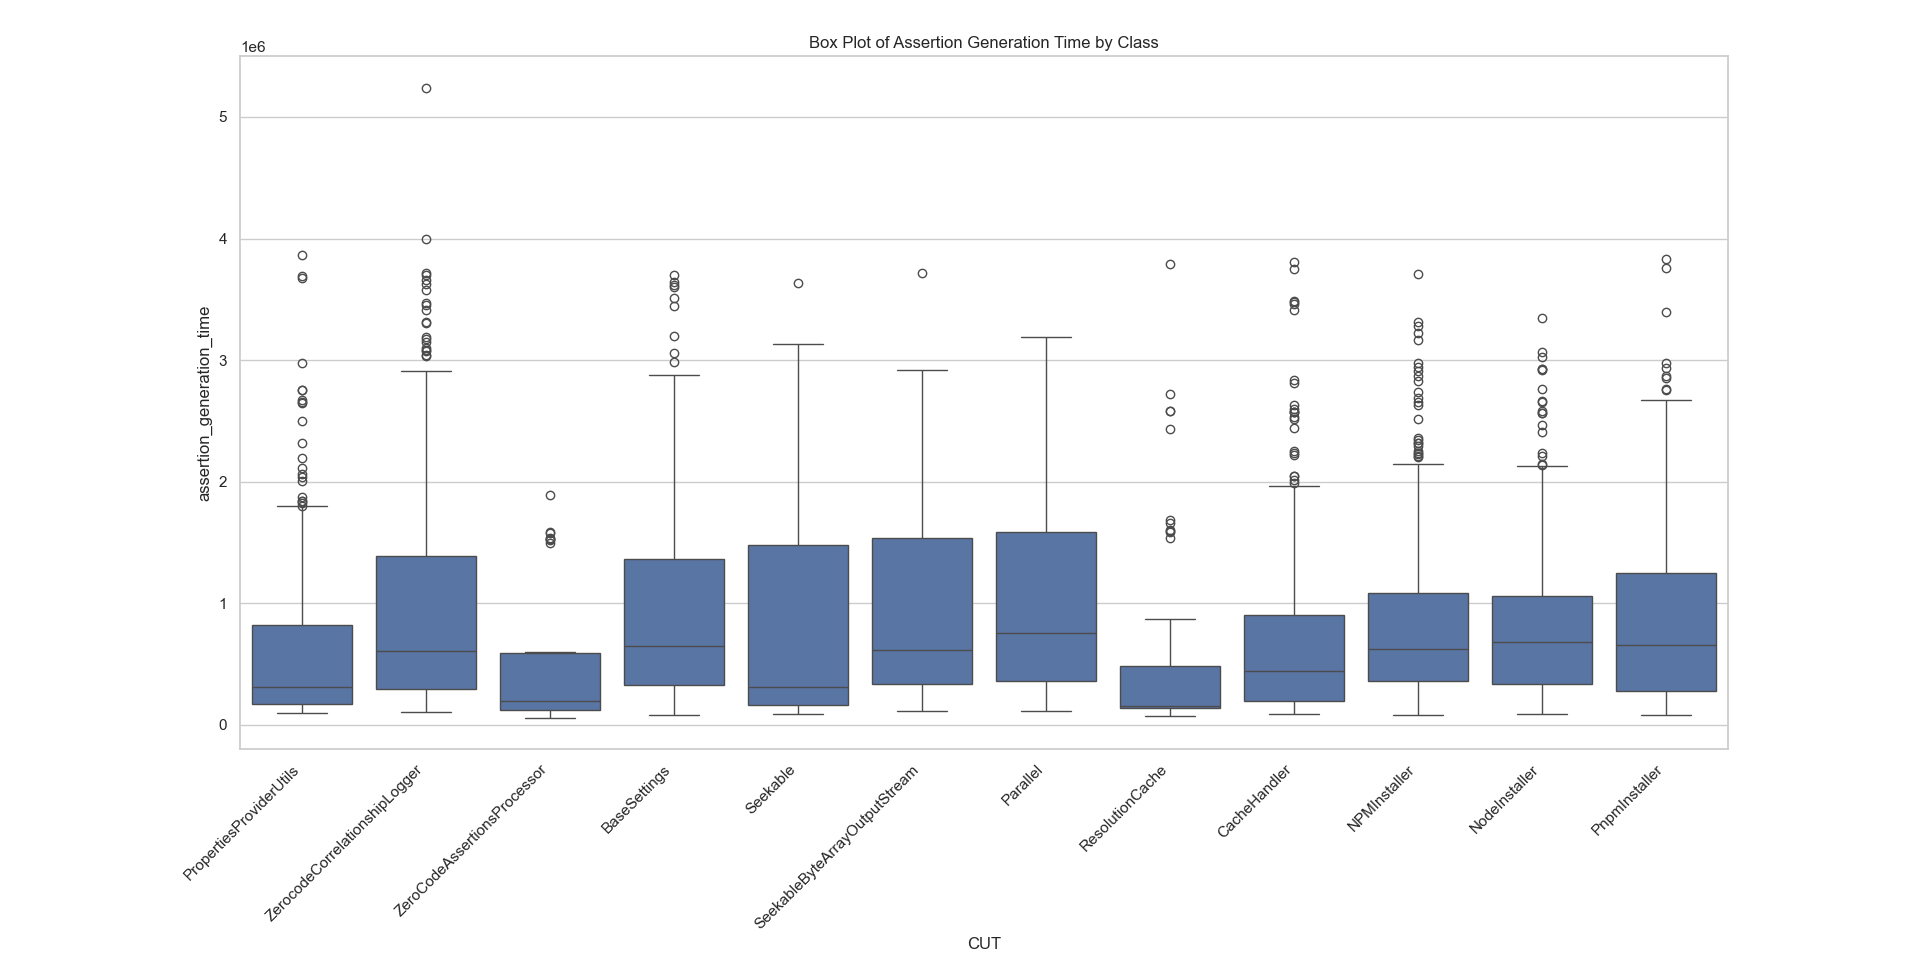 Box Plot of Assertion Generation Time by Class
1e6
5
4
3
2
1
0
assertion_generation_time
PropertiesProviderUtils
ZerocodeCorrelationshipLogger
ZeroCodeAssertionsProcessor
BaseSettings
Seekable
SeekableByteArrayOutputStream
Parallel
ResolutionCache
CacheHandler
NPMInstaller
NodeInstaller
PnpmInstaller
CUT